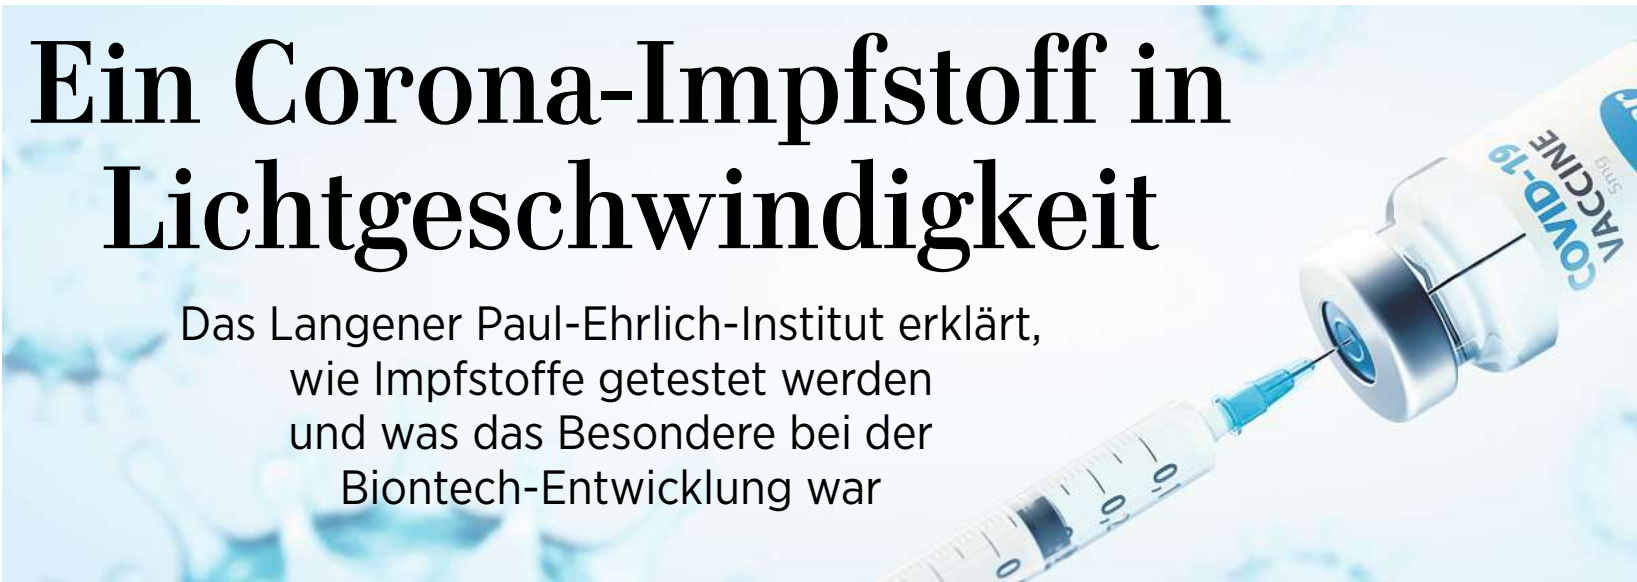 Ein Corona-Impfstoff in
Lichtgeschwindigkeit
Das Langener Paul-Ehrlich-Institut erklärt,
wie Impfstoffe getestet werden
und was das Besondere bei der
Biontech-Entwicklung war
COVID-19
VACCINE
5mg